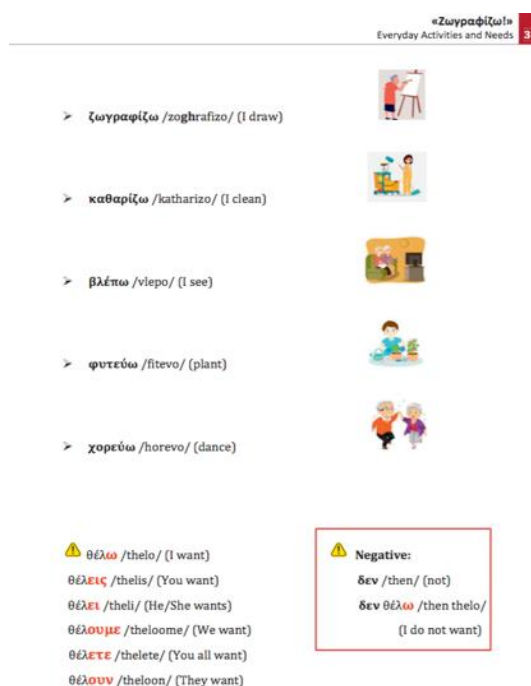 «Ζωγραφίζω!»
Everyday Activities and Needs 3
➤ ζωγραφίζω /zoghrafizo/ (I draw)
➤ καθαρίζω /katharizo/ (I clean)
➤ βλέπω /vlepo/ (I see)
➤ φυτεύω /fitevo/ (plant)
➤ χορεύω /horevo/ (dance)
θέλω /thelo/ (I want)
θέλεις /thelis/ (You want)
θέλει /theli/ (He/She wants)
θέλουμε /theloome/ (We want)
θέλετε /thelete/ (You all want)
θέλουν /theloon/ (They want)
Negative:
δεν /then/ (not)
δεν θέλω /then thelo/
(I do not want)